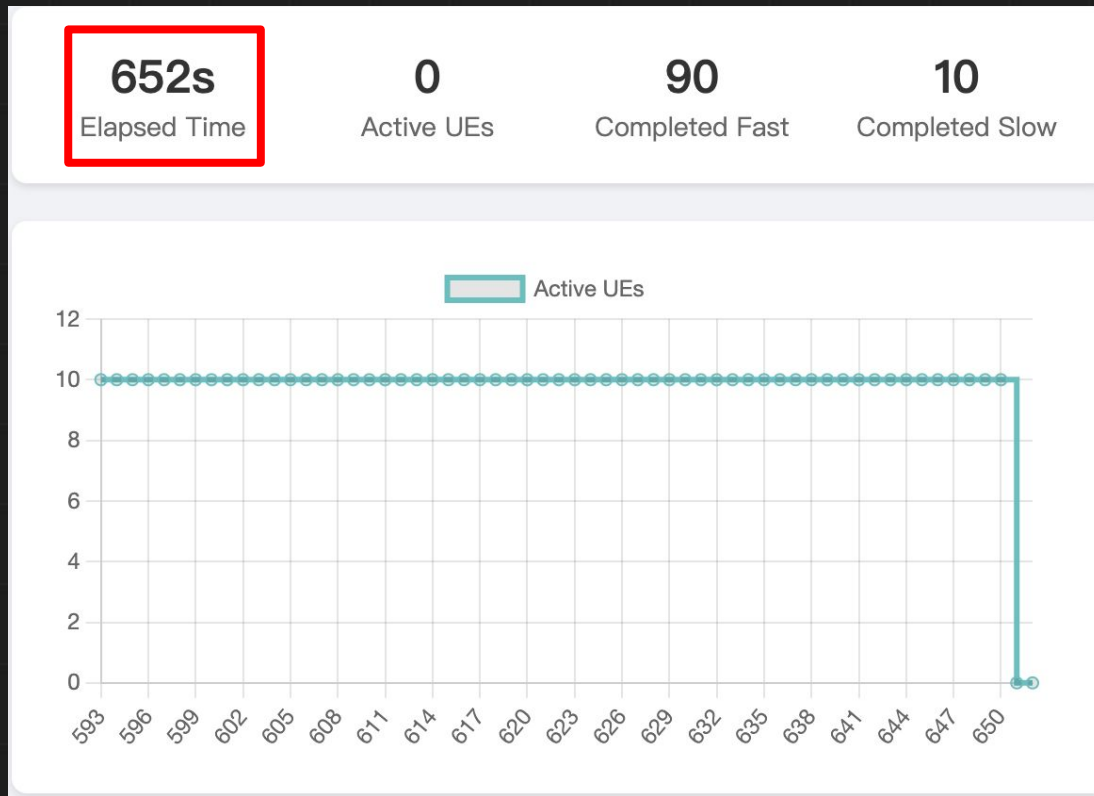 652s 0 90 10
Elapsed Time Active UEs Completed Fast Completed Slow
Active UEs
12
10
8
6
4
2
0
593 596 599 602 605 608 611 614 617 620 623 626 629 632 635 638 641 644 647 650